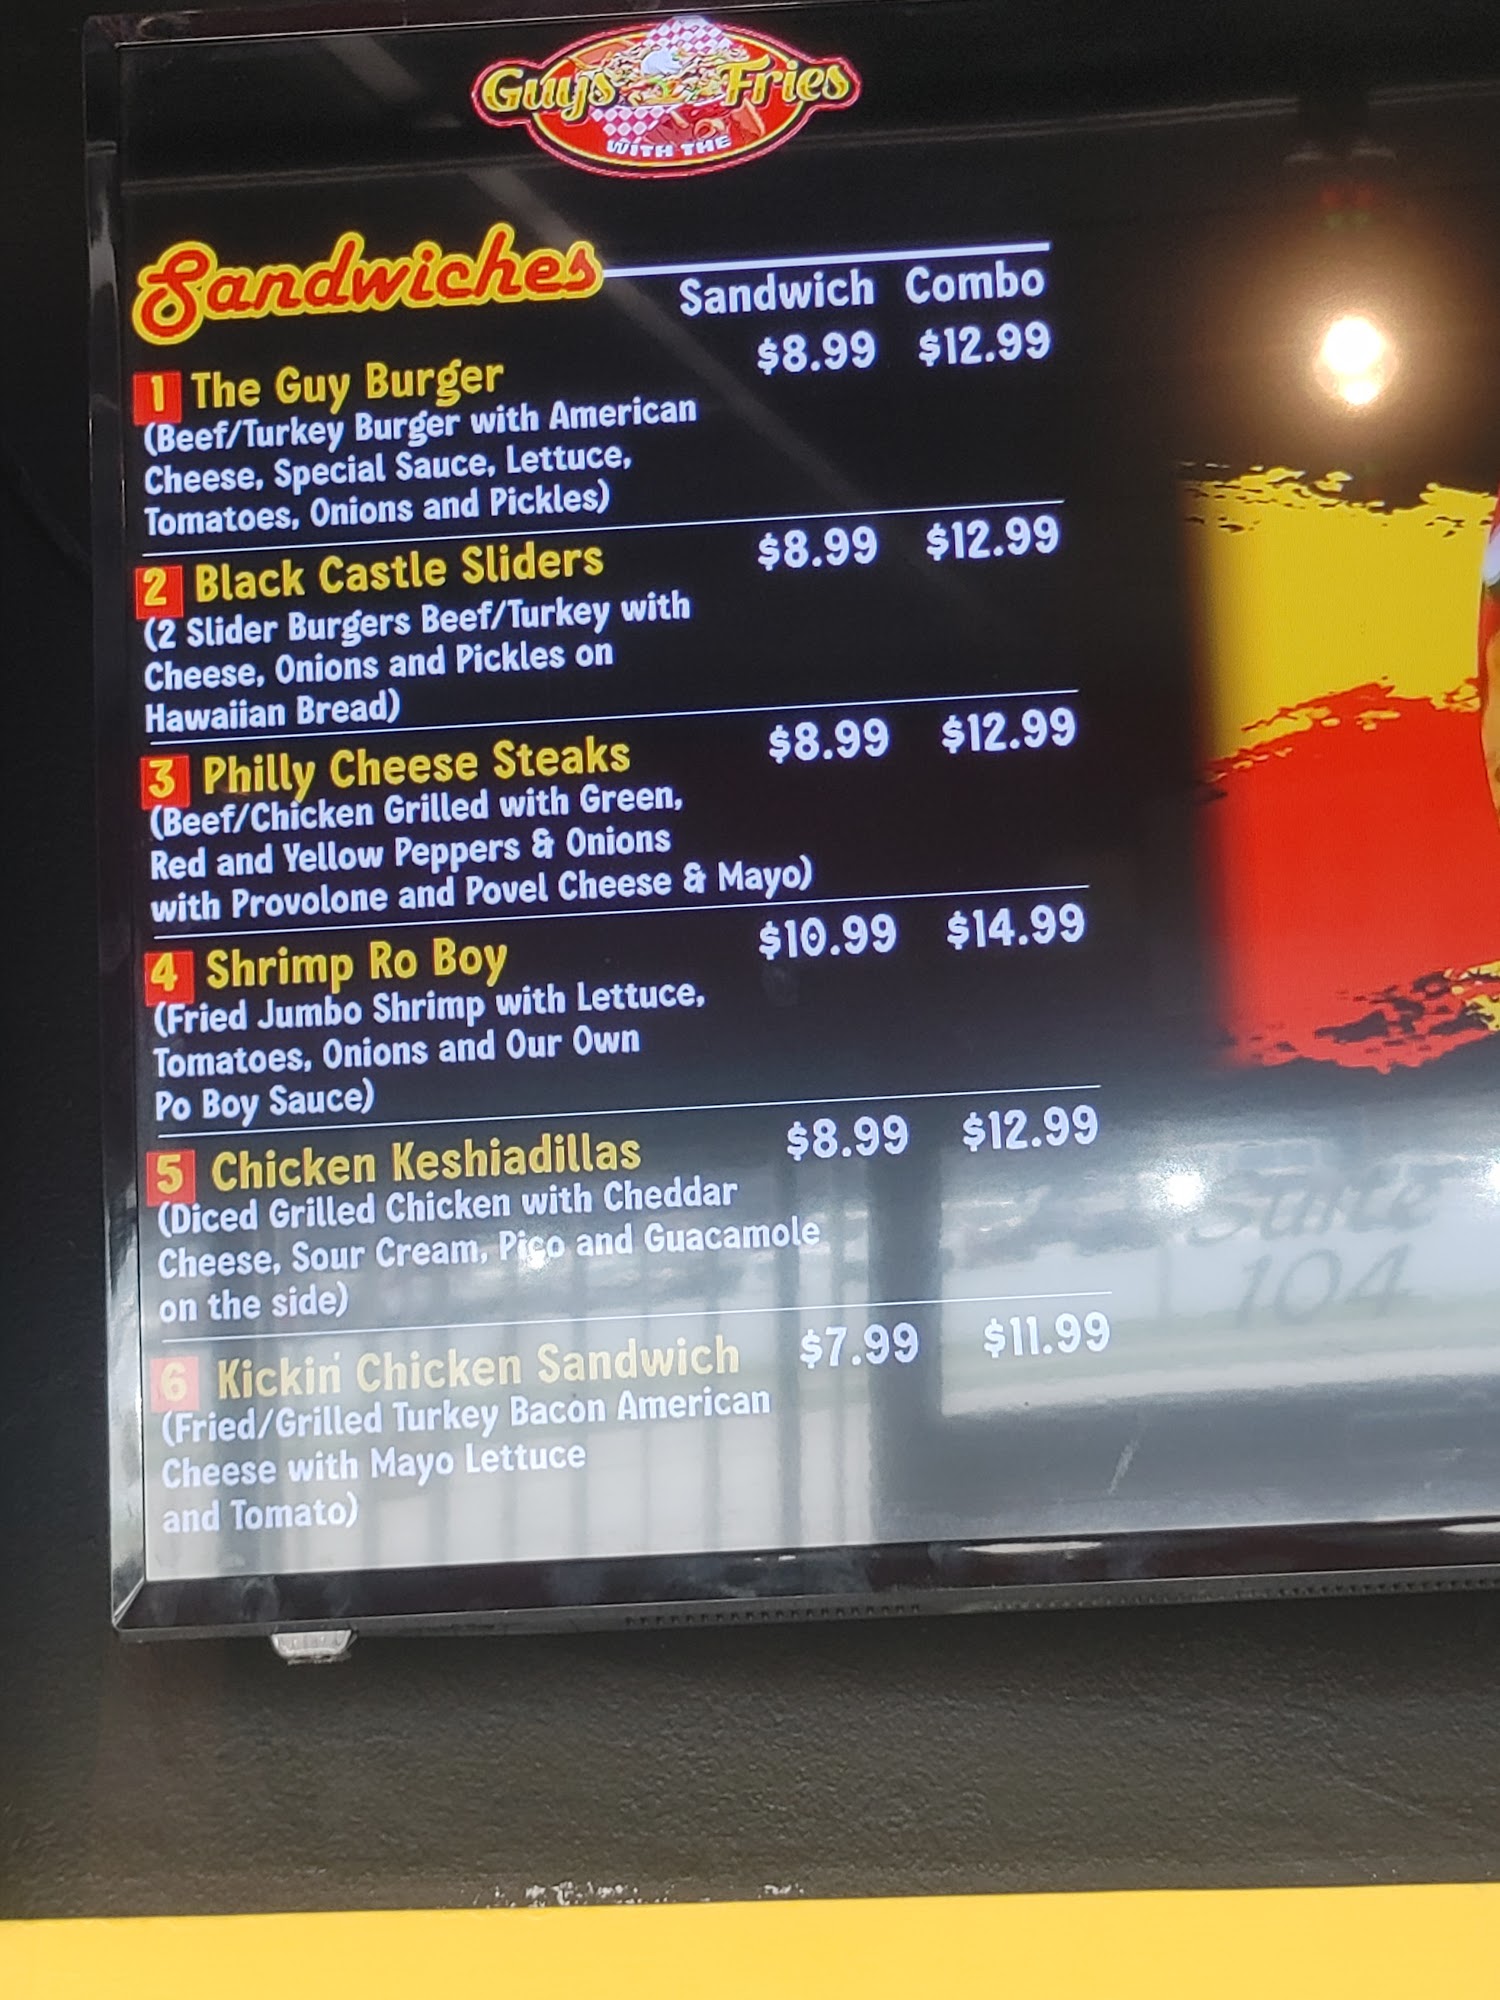 Guys Fries
WITH THE
Sandwiches
Sandwich Combo
$8.99 $12.99
1 The Guy Burger
(Beef/Turkey Burger with American
Cheese, Special Sauce, Lettuce,
Tomatoes, Onions and Pickles)
$8.99 $12.99
2 Black Castle Sliders
(2 Slider Burgers Beef/Turkey with
Cheese, Onions and Pickles on
Hawaiian Bread)
$8.99 $12.99
3 Philly Cheese Steaks
(Beef/Chicken Grilled with Green,
Red and Yellow Peppers & Onions
with Provolone and Povel Cheese & Mayo)
$10.99 $14.99
4 Shrimp Ro Boy
(Fried Jumbo Shrimp with Lettuce,
Tomatoes, Onions and Our Own
Po Boy Sauce)
$8.99 $12.99
5 Chicken Keshiadillas
(Diced Grilled Chicken with Cheddar
Cheese, Sour Cream, Pico and Guacamole
on the side)
6 Kickin' Chicken Sandwich $7.99 $11.99
(Fried/Grilled Turkey Bacon American
Cheese with Mayo Lettuce
and Tomato)
Suite
104